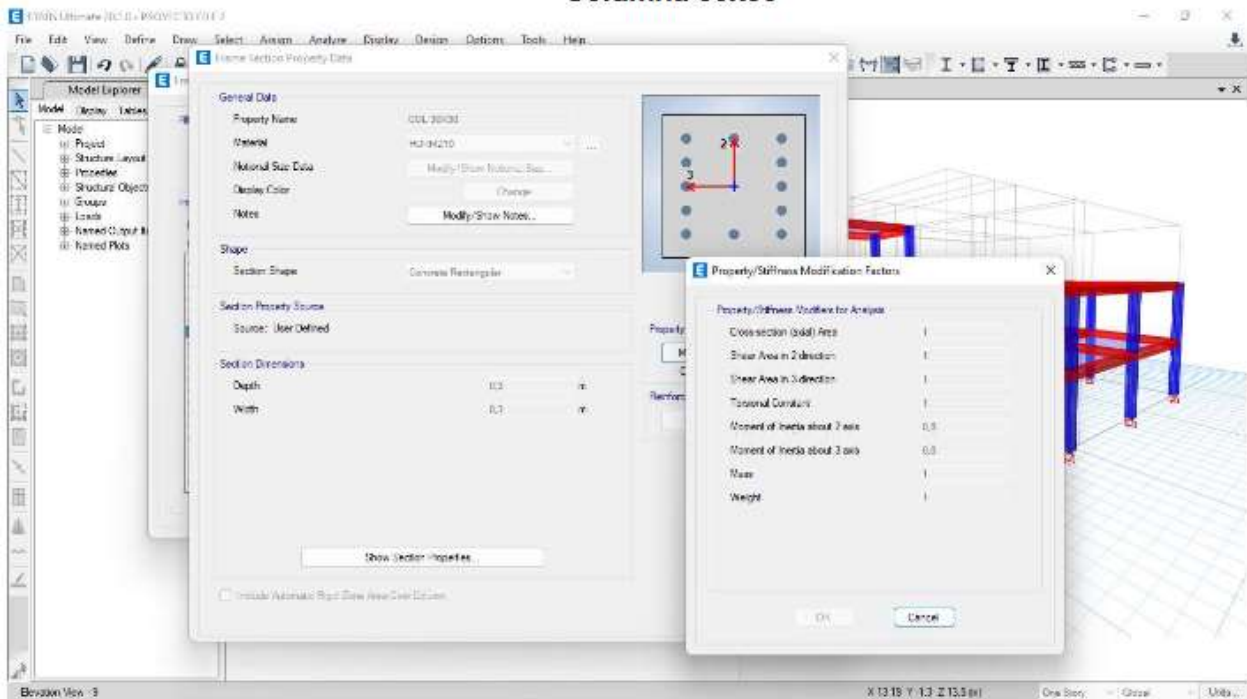 File Edit View Define Draw Select Assign Analyze Display Design Options Tools Help
Model Explorer
Model Display Tables
Model
Project
Structure Layout
Properties
Structural Objects
Groups
Loads
Named Output
Named Plots
Frame Section Property Data
General Data
Property Name
Material
Notional Size Data
Modify/Show Notional Size...
Display Color
Change
Notes
Modify/Show Notes...
Shape
Section Shape
Concrete Rectangular
Section Property Source
Source: User Defined
Section Dimensions
Depth 0,3 m
Width 0,3 m
Show Section Properties...
Include Automatic Rigid Zone Area Over Column
2
3
Property
Property/Stiffness Modification Factors
Property/Stiffness Modifiers for Analysis
Cross-section (axial) Area 1
Shear Area in 2 direction 1
Shear Area in 3 direction 1
Torsional Constant 1
Moment of Inertia about 2 axis
Moment of Inertia about 3 axis
Mass 1
Weight 1
OK
Cancel
Elevation View - 9
One Story
Global
Units...